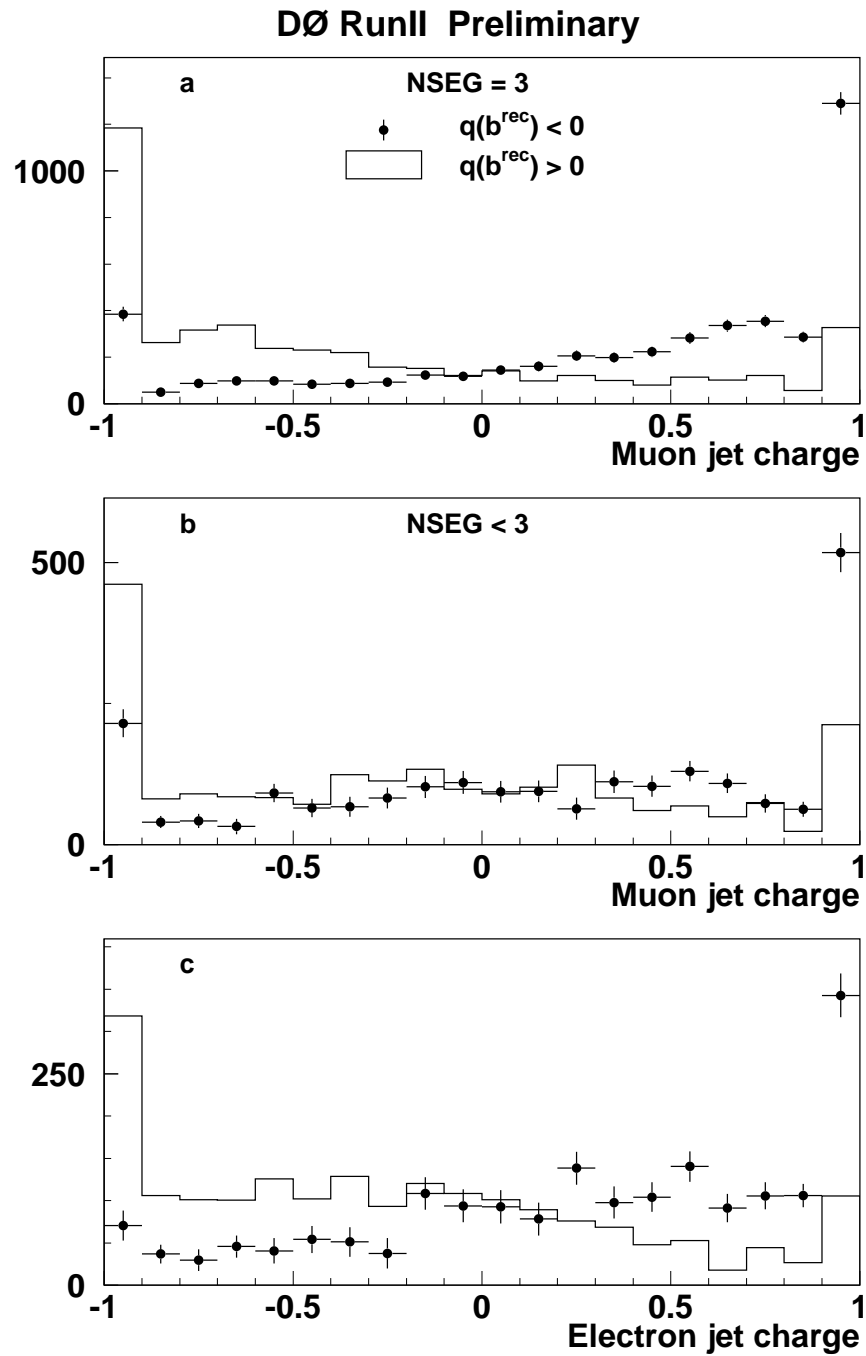 DØ RunII Preliminary
a NSEG = 3
q(b^rec) < 0
q(b^rec) > 0
1000
0
-1 -0.5 0 0.5 1
Muon jet charge
b NSEG < 3
500
0
-1 -0.5 0 0.5 1
Muon jet charge
c
250
0
-1 -0.5 0 0.5 1
Electron jet charge